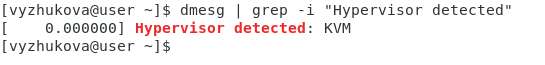 [vyzhukova@user ~]$ dmesg | grep -i "Hypervisor detected"
[    0.000000] Hypervisor detected: KVM
[vyzhukova@user ~]$